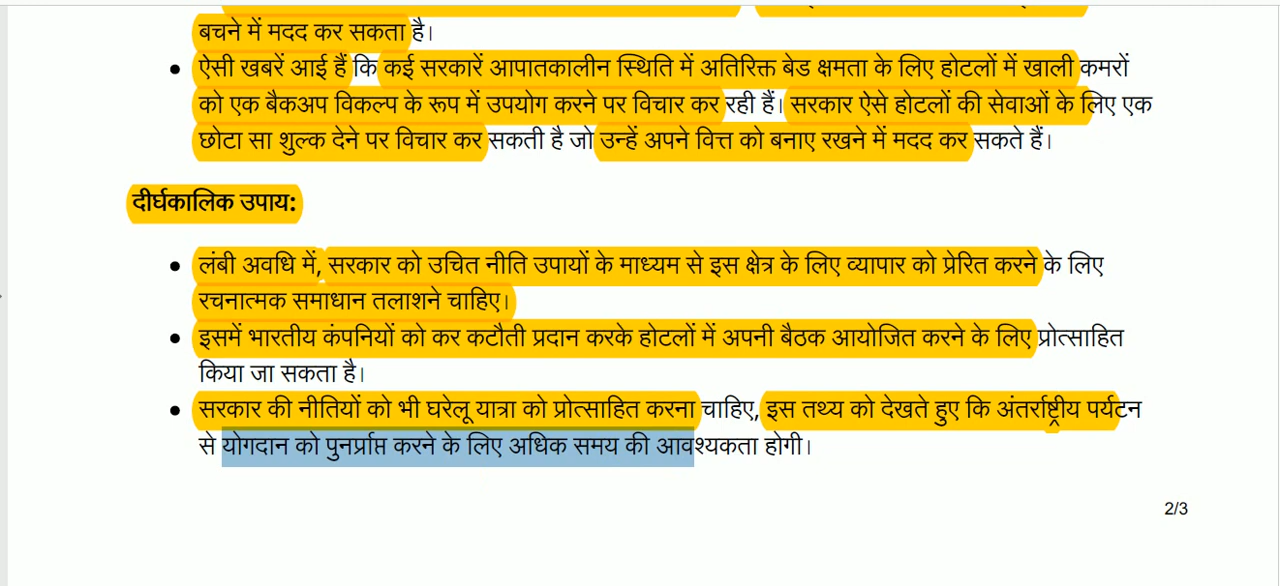 बचने में मदद कर सकता है।
• ऐसी खबरें आई हैं कि कई सरकारें आपातकालीन स्थिति में अतिरिक्त बेड क्षमता के लिए होटलों में खाली कमरों
को एक बैकअप विकल्प के रूप में उपयोग करने पर विचार कर रही हैं। सरकार ऐसे होटलों की सेवाओं के लिए एक
छोटा सा शुल्क देने पर विचार कर सकती है जो उन्हें अपने वित्त को बनाए रखने में मदद कर सकते हैं।
दीर्घकालिक उपाय:
• लंबी अवधि में, सरकार को उचित नीति उपायों के माध्यम से इस क्षेत्र के लिए व्यापार को प्रेरित करने के लिए
रचनात्मक समाधान तलाशने चाहिए।
• इसमें भारतीय कंपनियों को कर कटौती प्रदान करके होटलों में अपनी बैठक आयोजित करने के लिए प्रोत्साहित
किया जा सकता है।
• सरकार की नीतियों को भी घरेलू यात्रा को प्रोत्साहित करना चाहिए, इस तथ्य को देखते हुए कि अंतर्राष्ट्रीय पर्यटन
से योगदान को पुनर्प्राप्त करने के लिए अधिक समय की आवश्यकता होगी।
2/3